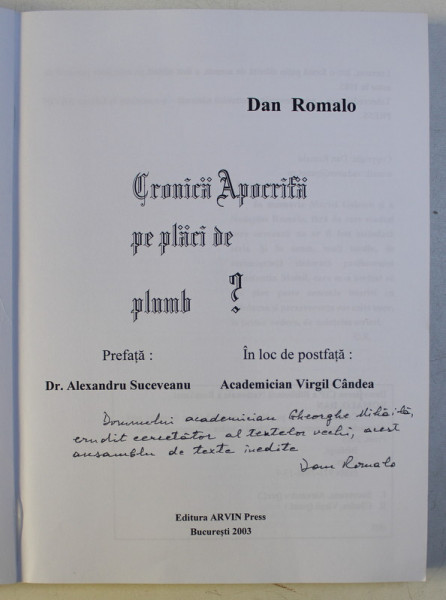 Dan Romalo
Cronică Apocrifă
pe plăci de
plumb ?
Prefață : În loc de postfață :
Dr. Alexandru Suceveanu Academician Virgil Cândea
Domnului academician Gheorghe Mihăilă,
erudit cercetător al textelor vechi, acest
ansamblu de texte inedite
Dan Romalo
Editura ARVIN Press
București 2003